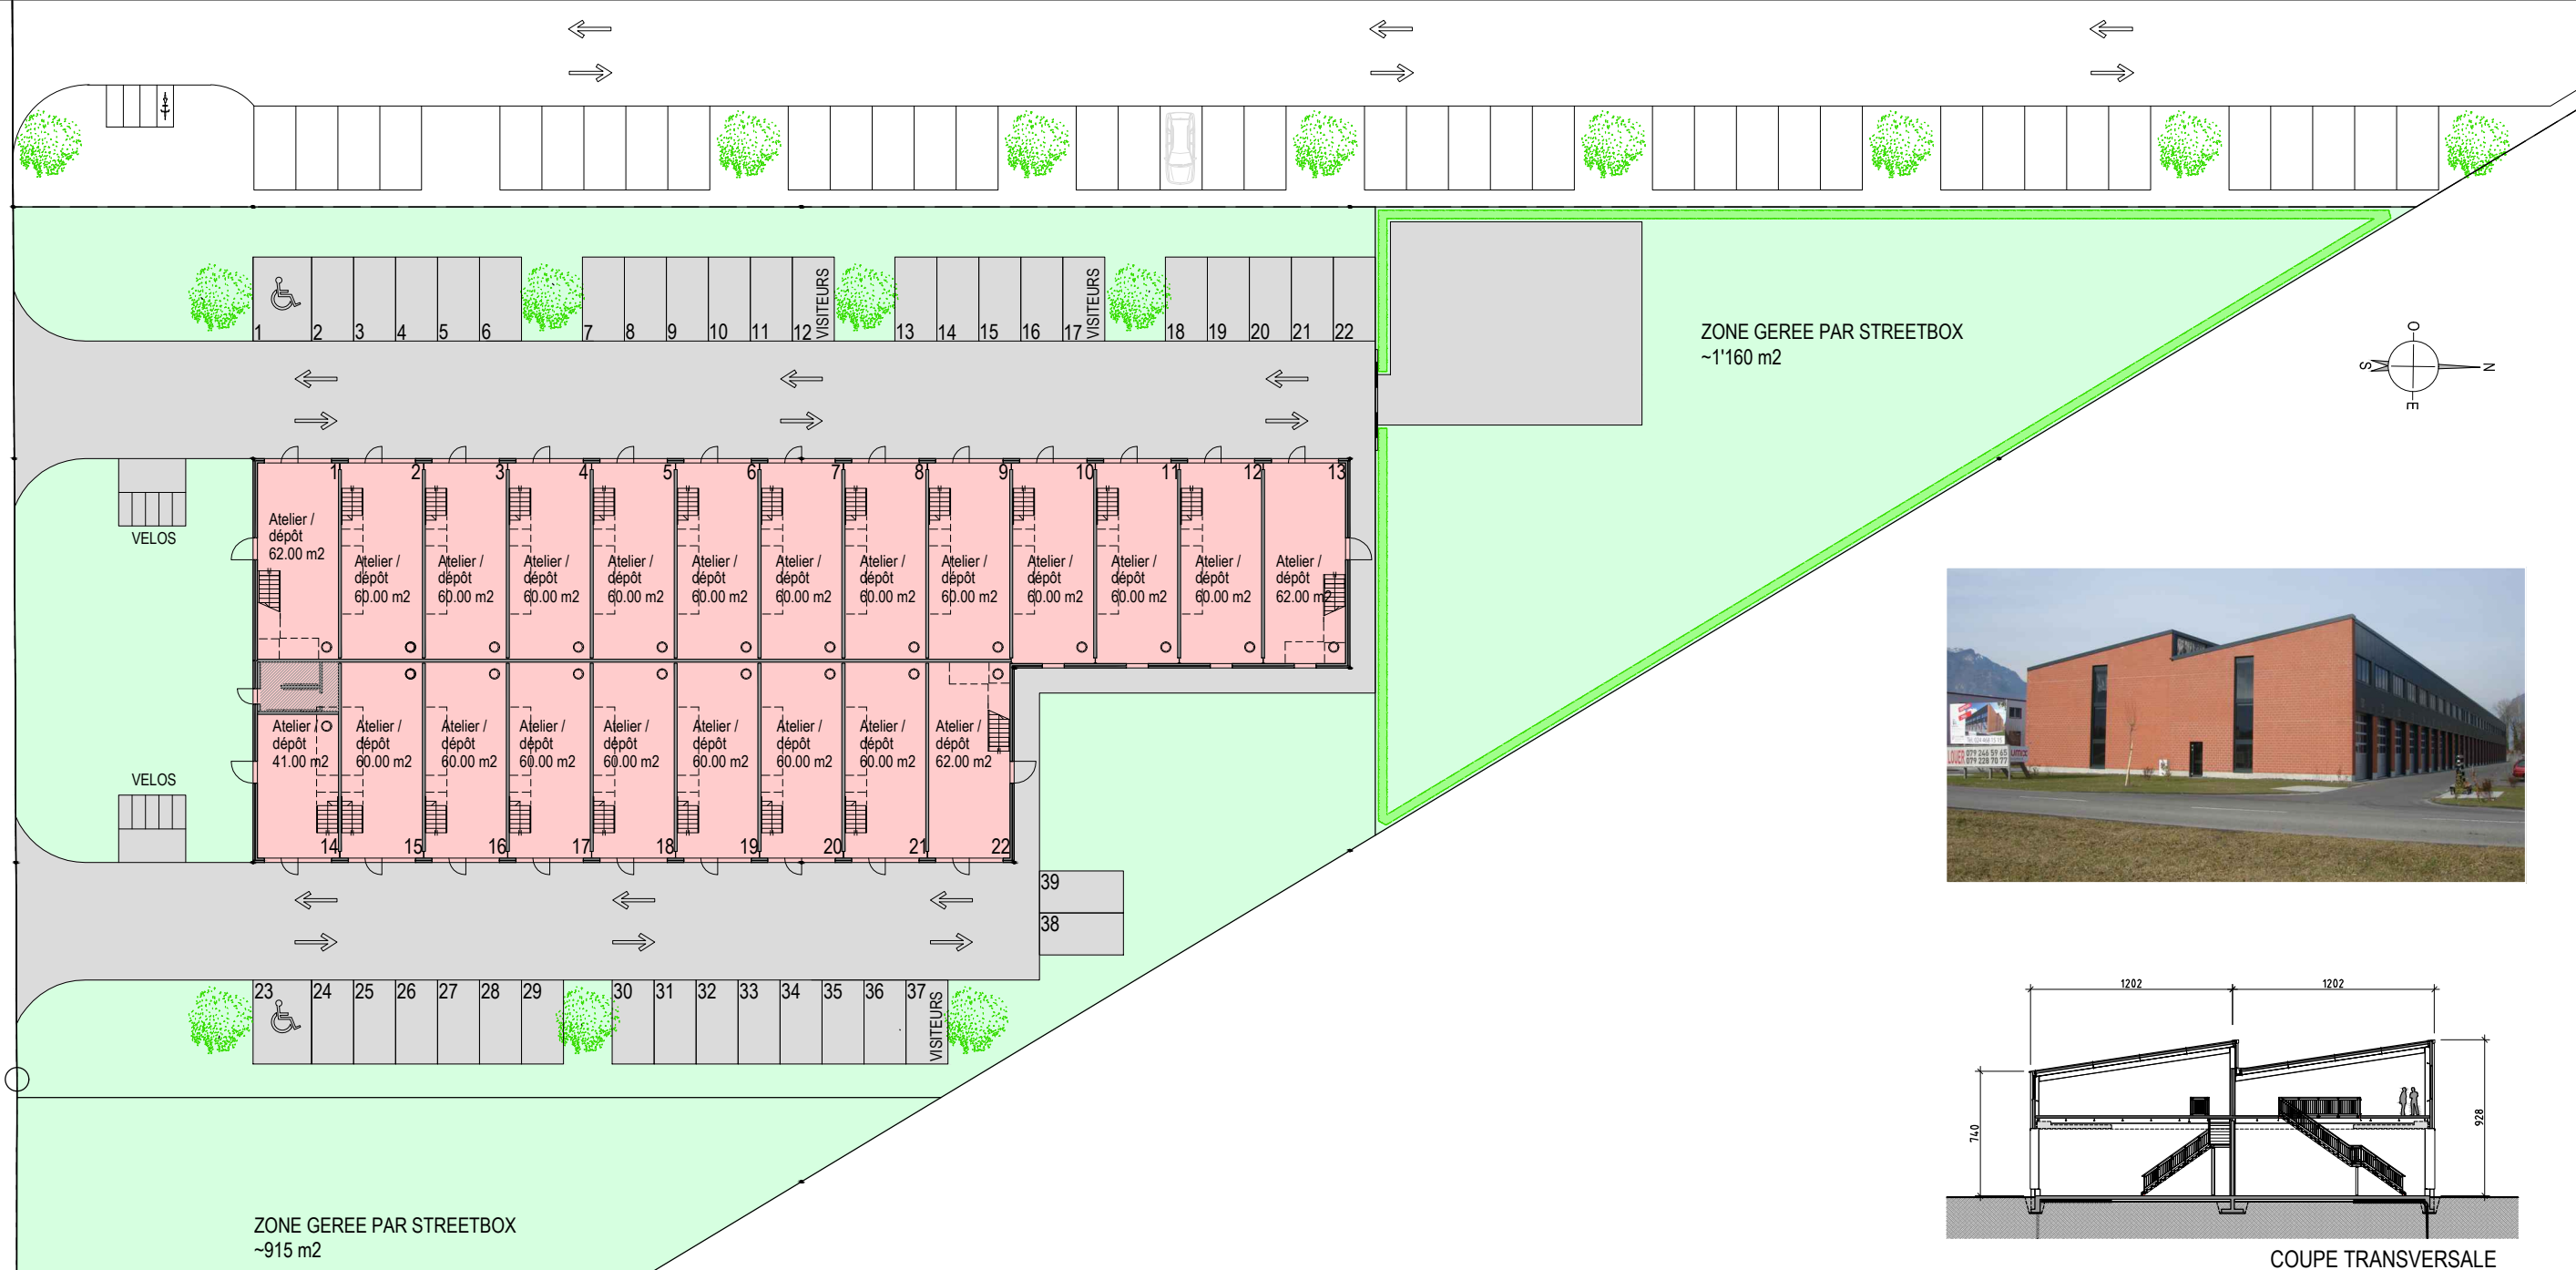 1 2 3 4 5 6 7 8 9 10 11 12 VISITEURS 13 14 15 16 17 VISITEURS 18 19 20 21 22
ZONE GEREE PAR STREETBOX
~1'160 m2
O
S N
E
1 2 3 4 5 6 7 8 9 10 11 12 13
Atelier /
dépôt
62.00 m2
Atelier /
dépôt
60.00 m2
Atelier /
dépôt
60.00 m2
Atelier /
dépôt
60.00 m2
Atelier /
dépôt
60.00 m2
Atelier /
dépôt
60.00 m2
Atelier /
dépôt
60.00 m2
Atelier /
dépôt
60.00 m2
Atelier /
dépôt
60.00 m2
Atelier /
dépôt
60.00 m2
Atelier /
dépôt
60.00 m2
Atelier /
dépôt
60.00 m2
Atelier /
dépôt
62.00 m2
VELOS
VELOS
Atelier /
dépôt
41.00 m2
Atelier /
dépôt
60.00 m2
Atelier /
dépôt
60.00 m2
Atelier /
dépôt
60.00 m2
Atelier /
dépôt
60.00 m2
Atelier /
dépôt
60.00 m2
Atelier /
dépôt
60.00 m2
Atelier /
dépôt
60.00 m2
Atelier /
dépôt
62.00 m2
14 15 16 17 18 19 20 21 22
39
38
23 24 25 26 27 28 29 30 31 32 33 34 35 36 37 VISITEURS
ZONE GEREE PAR STREETBOX
~915 m2
LOUER 079 246 59 65
079 228 70 77
1202 1202
740
928
COUPE TRANSVERSALE